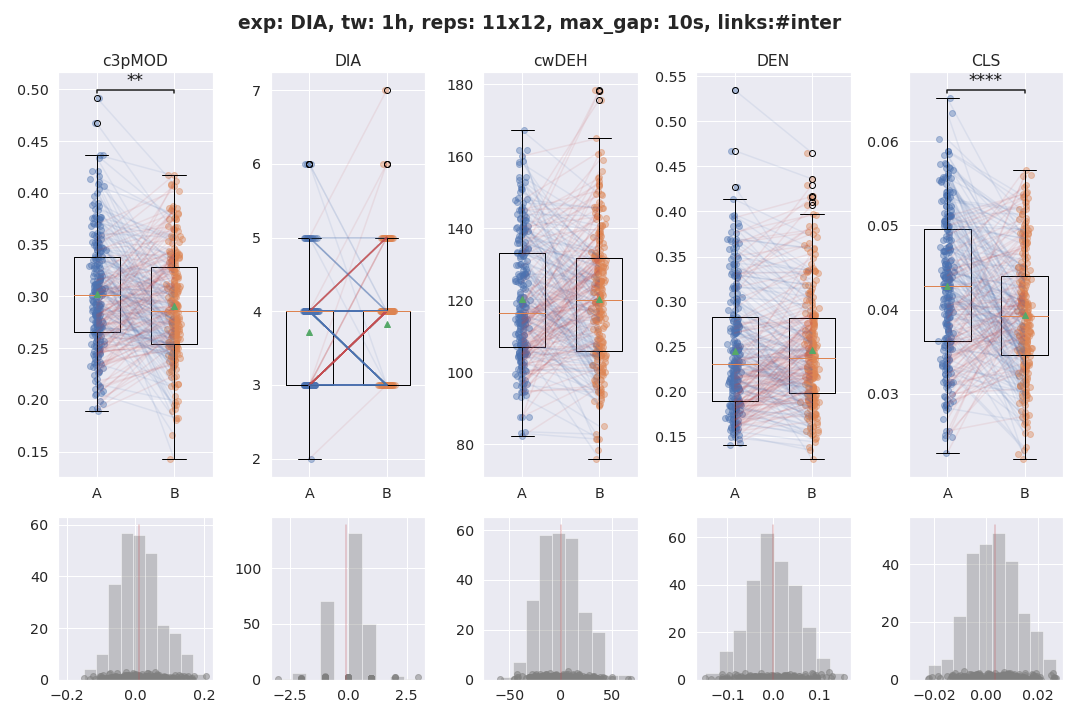 exp: DIA, tw: 1h, reps: 11x12, max_gap: 10s, links:#inter
c3pMOD DIA cwDEH DEN CLS
** ****
0.50 0.45 0.40 0.35 0.30 0.25 0.20 0.15
A B
7 6 5 4 3 2
A B
180 160 140 120 100 80
A B
0.55 0.50 0.45 0.40 0.35 0.30 0.25 0.20 0.15
A B
0.06 0.05 0.04 0.03
A B
60 40 20 0
−0.2 0.0 0.2
100 50 0
−2.5 0.0 2.5
60 40 20 0
−50 0 50
60 40 20 0
−0.1 0.0 0.1
40 20 0
−0.02 0.00 0.02